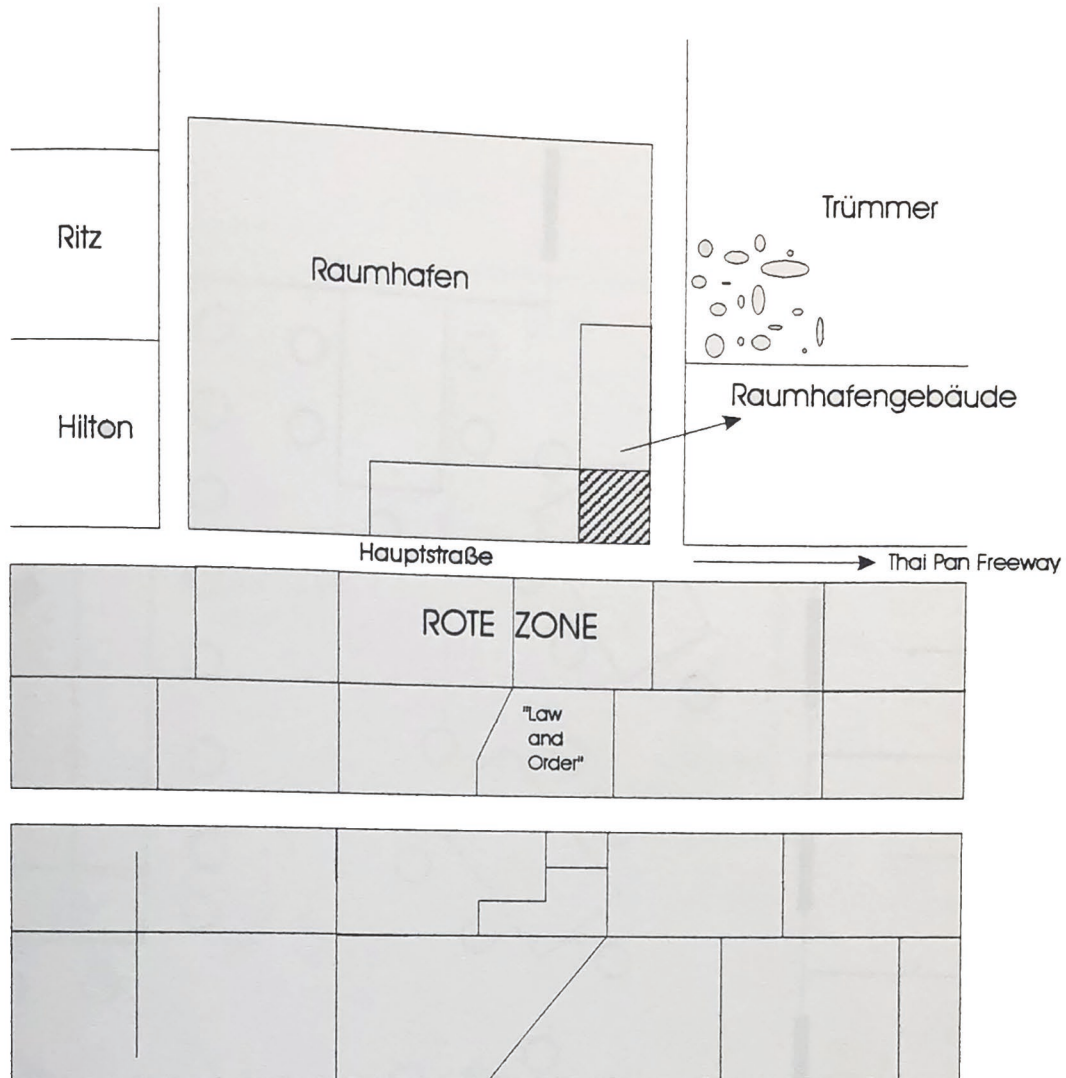 Ritz
Raumhafen
Trümmer
Raumhafengebäude
Hilton
Hauptstraße
Thai Pan Freeway
ROTE ZONE
"Law
and
Order"